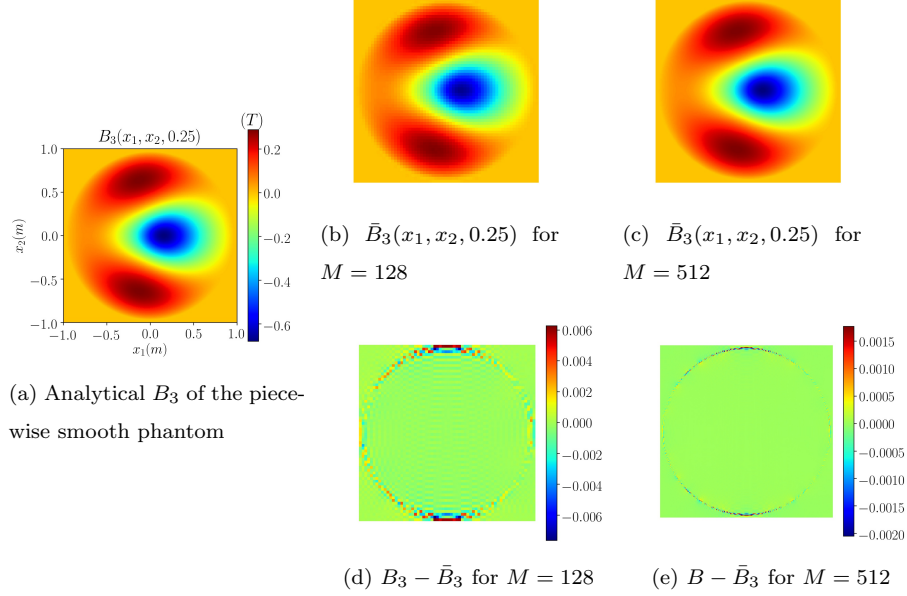 (T)
B₃(x₁, x₂, 0.25)
1.0
0.5
0.0
−0.5
−1.0
x₂(m)
−1.0 −0.5 0.0 0.5 1.0
x₁(m)
0.2
0.0
−0.2
−0.4
−0.6
(a) Analytical B₃ of the piece-
wise smooth phantom
(b) B̄₃(x₁, x₂, 0.25) for
M = 128
(c) B̄₃(x₁, x₂, 0.25) for
M = 512
0.006
0.004
0.002
0.000
−0.002
−0.004
−0.006
(d) B₃ − B̄₃ for M = 128
0.0015
0.0010
0.0005
0.0000
−0.0005
−0.0010
−0.0015
−0.0020
(e) B − B̄₃ for M = 512